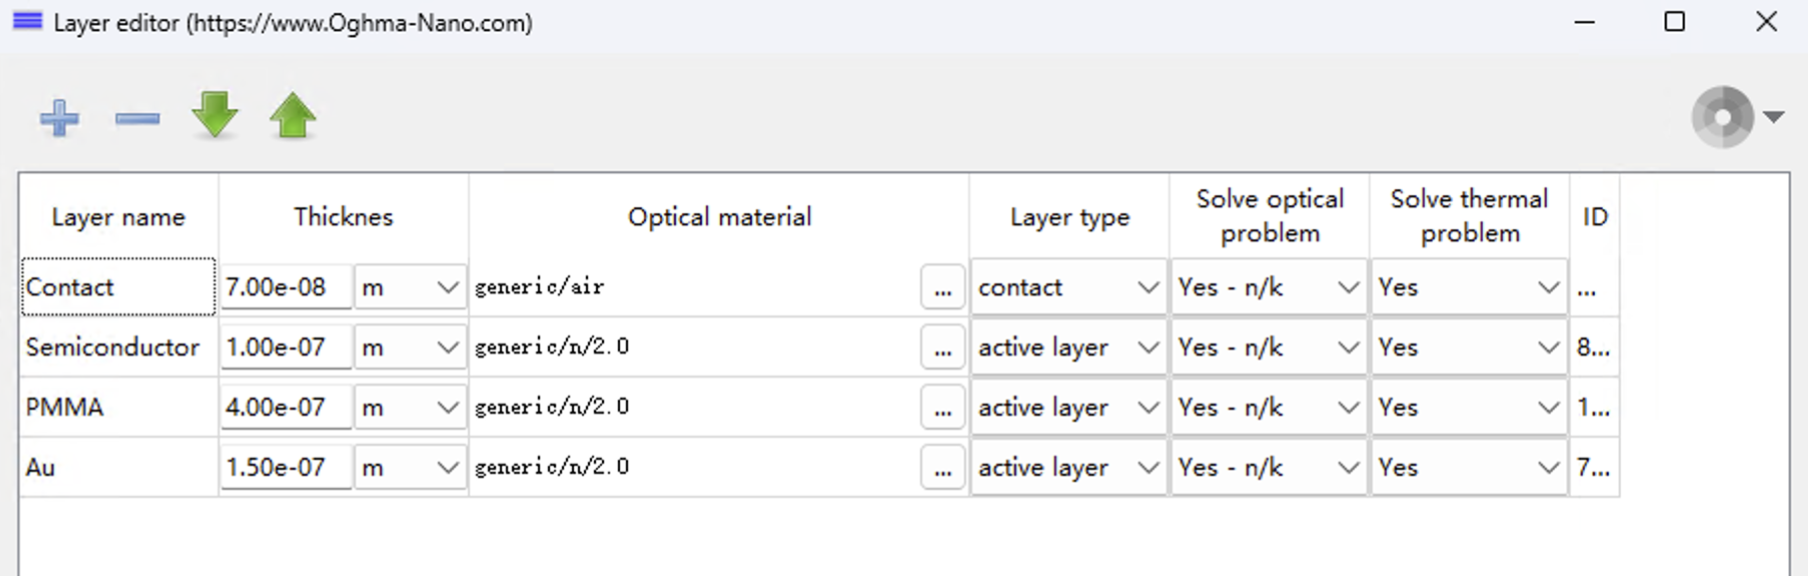 Layer editor (https://www.Oghma-Nano.com)
Layer name Thicknes Optical material Layer type Solve optical problem Solve thermal problem ID
Contact 7.00e-08 m generic/air ... contact Yes - n/k Yes ...
Semiconductor 1.00e-07 m generic/n/2.0 ... active layer Yes - n/k Yes 8...
PMMA 4.00e-07 m generic/n/2.0 ... active layer Yes - n/k Yes 1...
Au 1.50e-07 m generic/n/2.0 ... active layer Yes - n/k Yes 7...